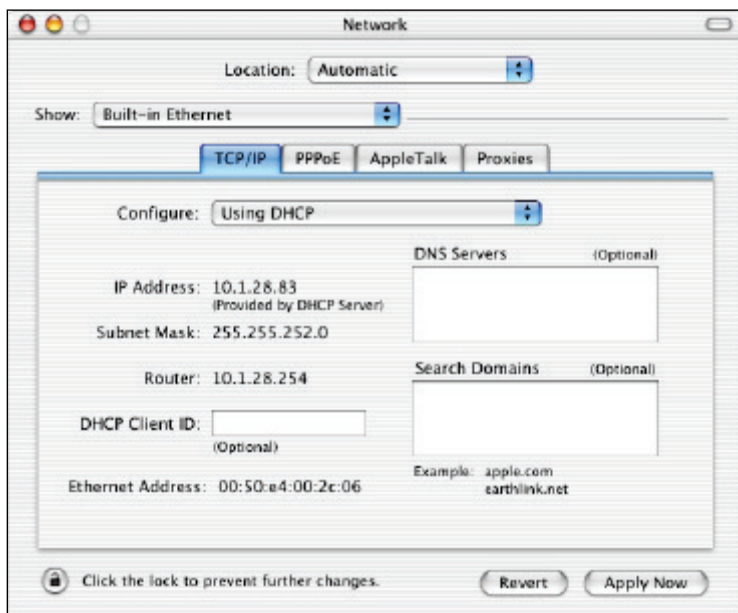 Network
Location: Automatic
Show: Built-in Ethernet
TCP/IP PPPoE AppleTalk Proxies
Configure: Using DHCP
DNS Servers (Optional)
IP Address: 10.1.28.83
(Provided by DHCP Server)
Subnet Mask: 255.255.252.0
Router: 10.1.28.254
Search Domains (Optional)
DHCP Client ID:
(Optional)
Example: apple.com
earthlink.net
Ethernet Address: 00:50:e4:00:2c:06
Click the lock to prevent further changes.
Revert Apply Now